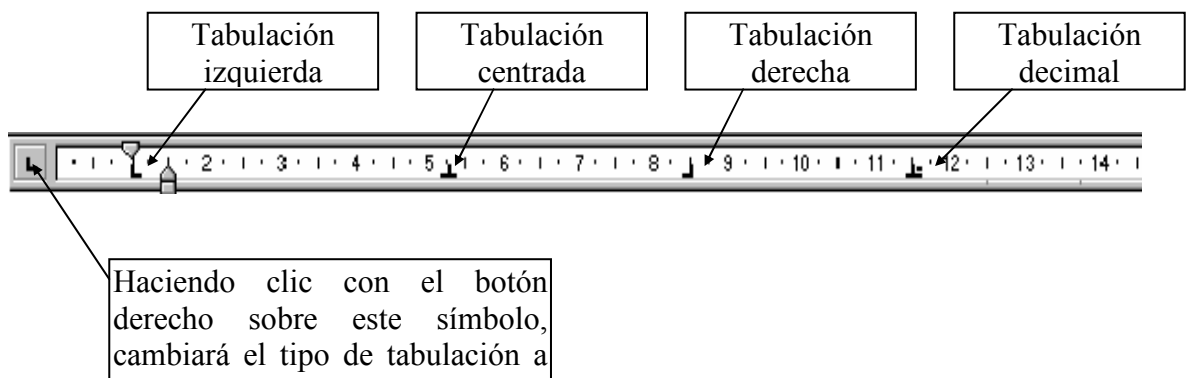 Tabulación
izquierda
Tabulación
centrada
Tabulación
derecha
Tabulación
decimal
2 3 4 5 6 7 8 9 10 11 12 13 14
Haciendo clic con el botón
derecho sobre este símbolo,
cambiará el tipo de tabulación a